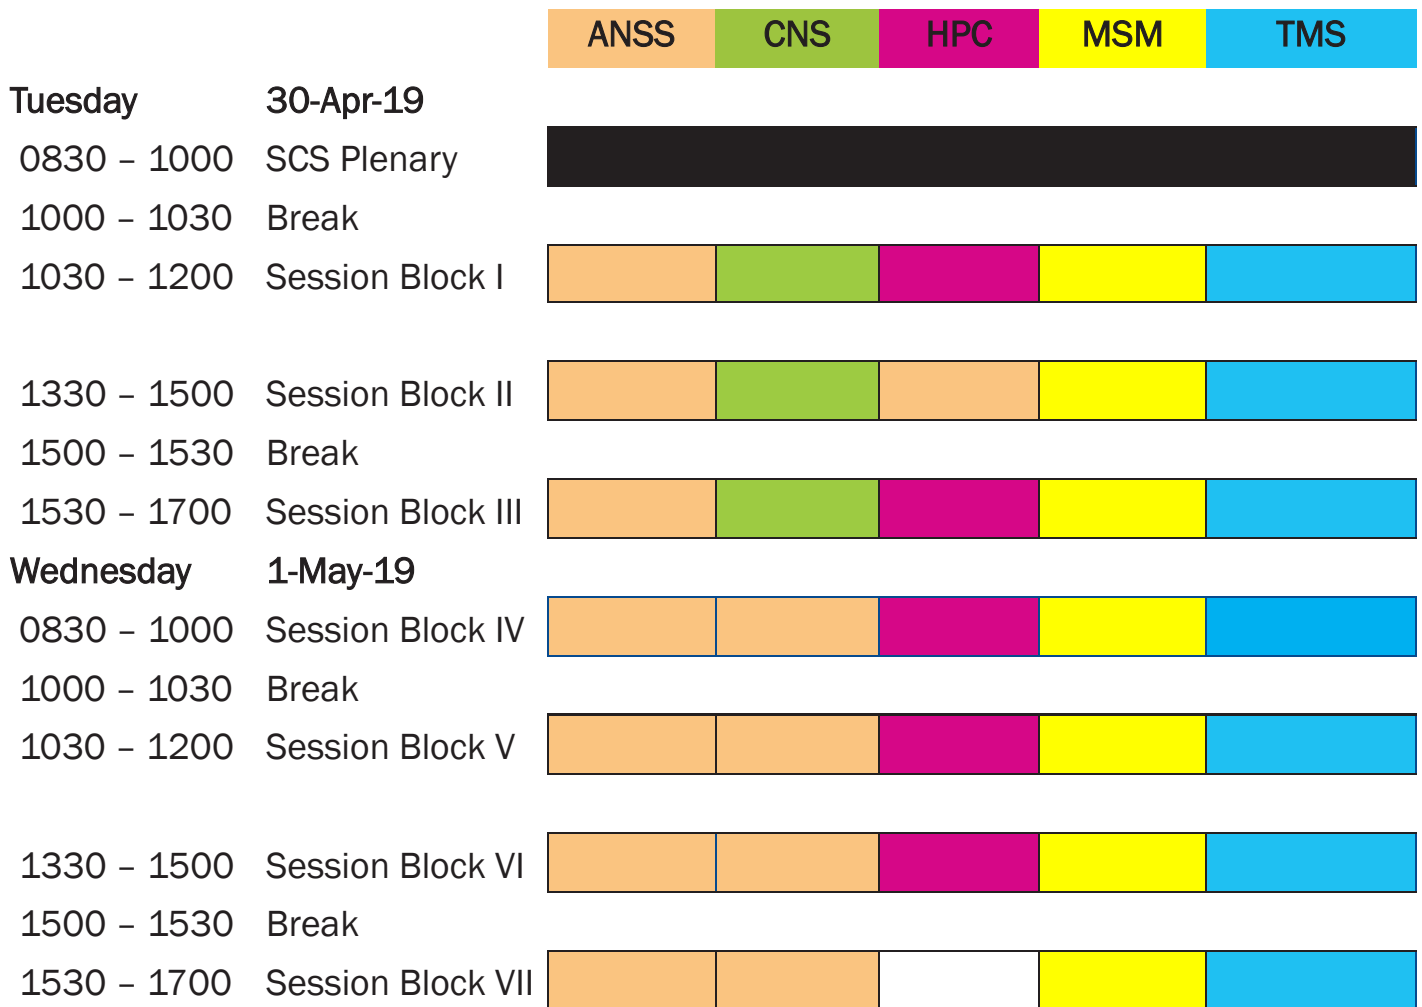 ANSS CNS HPC MSM TMS
Tuesday 30-Apr-19
0830 – 1000 SCS Plenary
1000 – 1030 Break
1030 – 1200 Session Block I
1330 – 1500 Session Block II
1500 – 1530 Break
1530 – 1700 Session Block III
Wednesday 1-May-19
0830 – 1000 Session Block IV
1000 – 1030 Break
1030 – 1200 Session Block V
1330 – 1500 Session Block VI
1500 – 1530 Break
1530 – 1700 Session Block VII